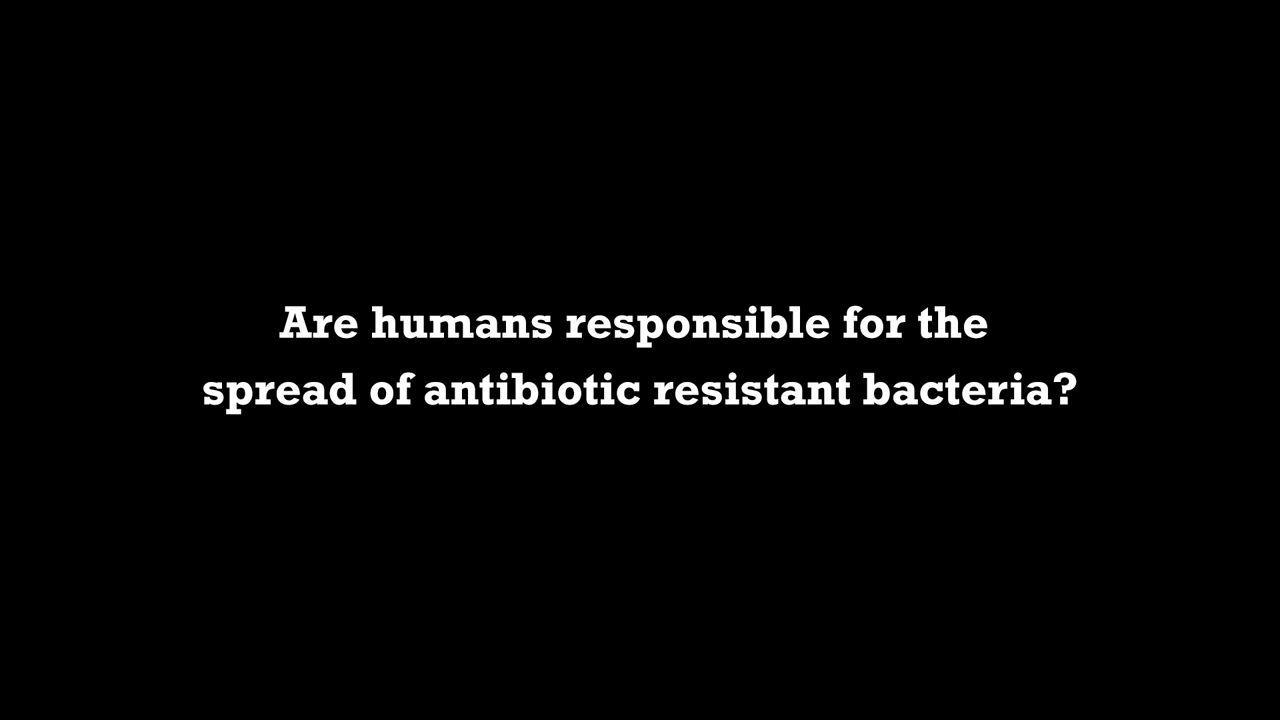 Are humans responsible for the
spread of antibiotic resistant bacteria?